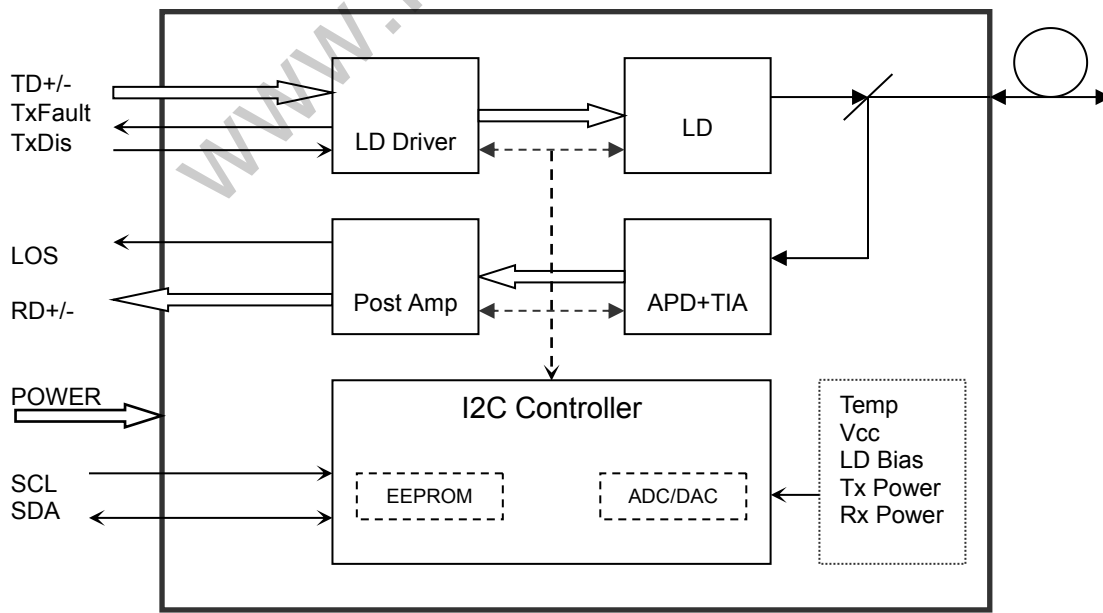 www.
TD+/-
TxFault
TxDis
LD Driver
LD
LOS
RD+/-
Post Amp
APD+TIA
POWER
I2C Controller
SCL
SDA
EEPROM
ADC/DAC
Temp
Vcc
LD Bias
Tx Power
Rx Power